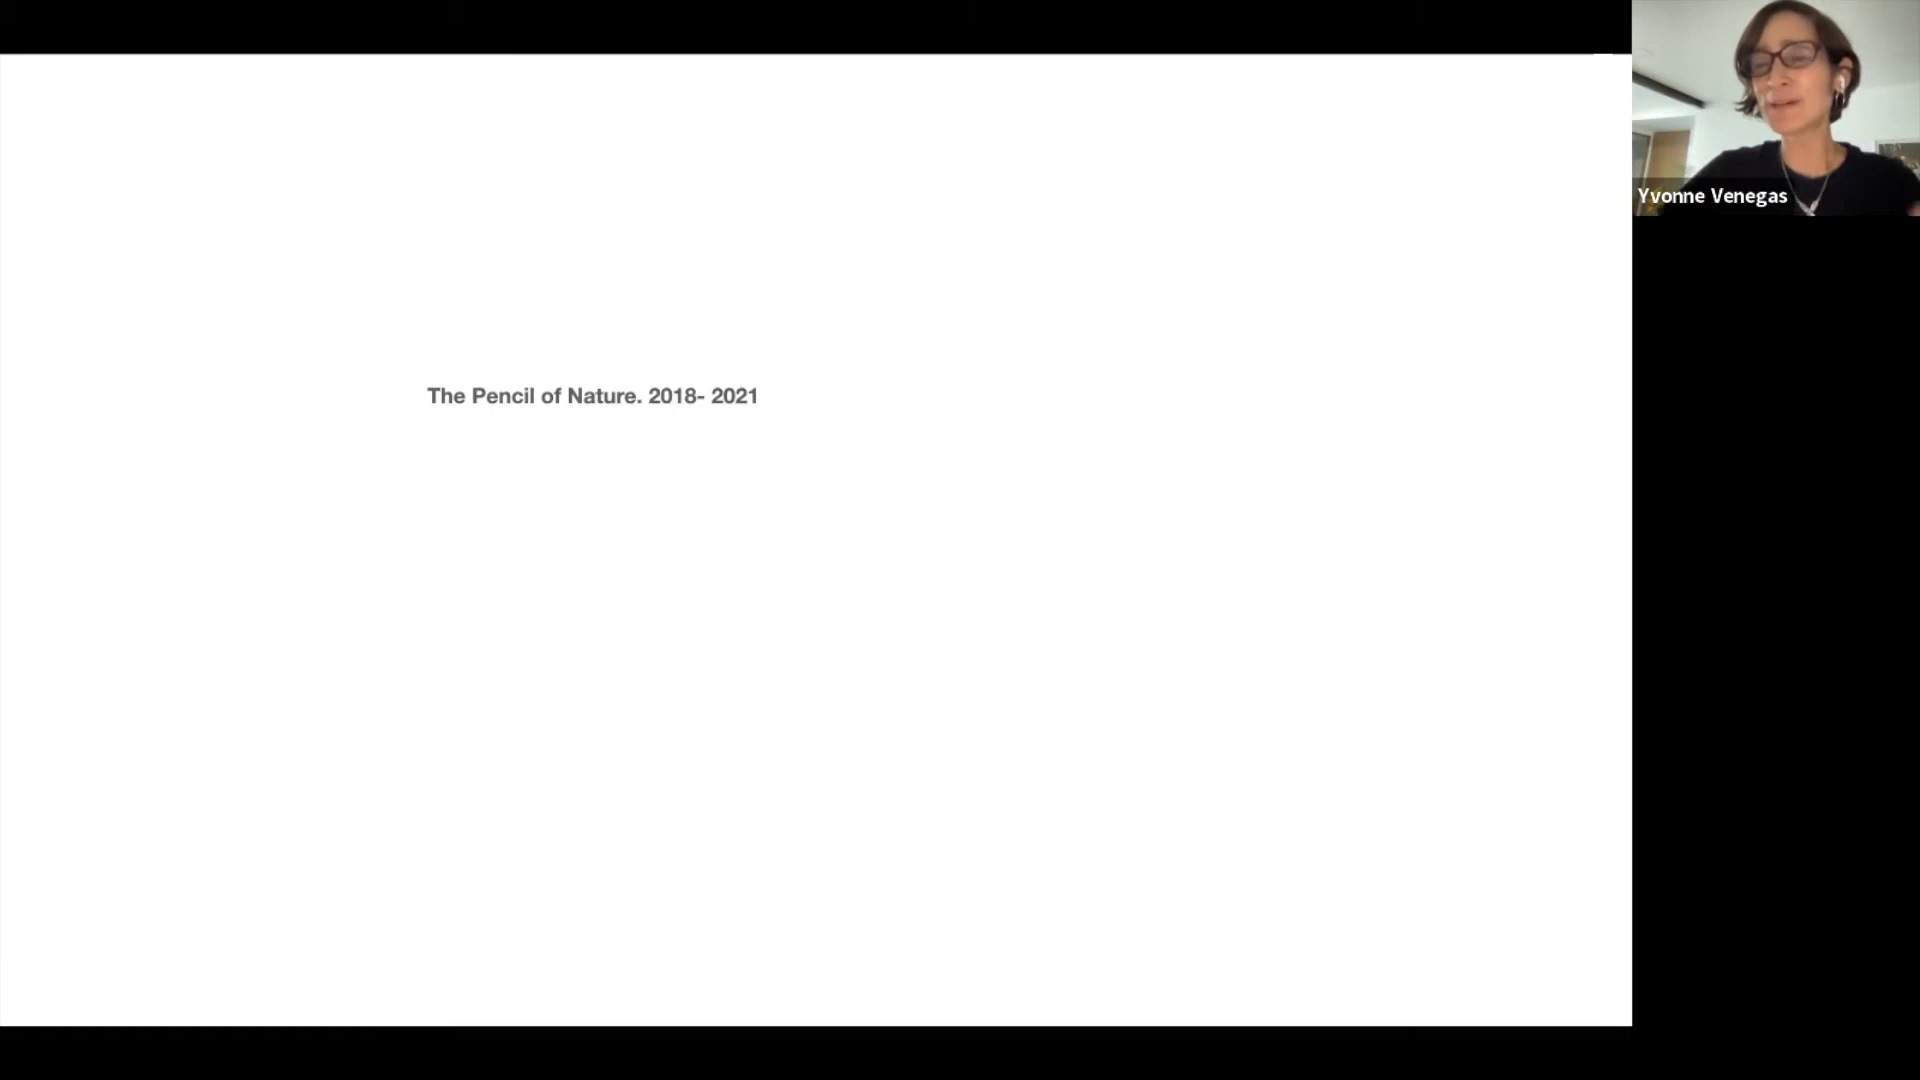 The Pencil of Nature. 2018- 2021
Yvonne Venegas